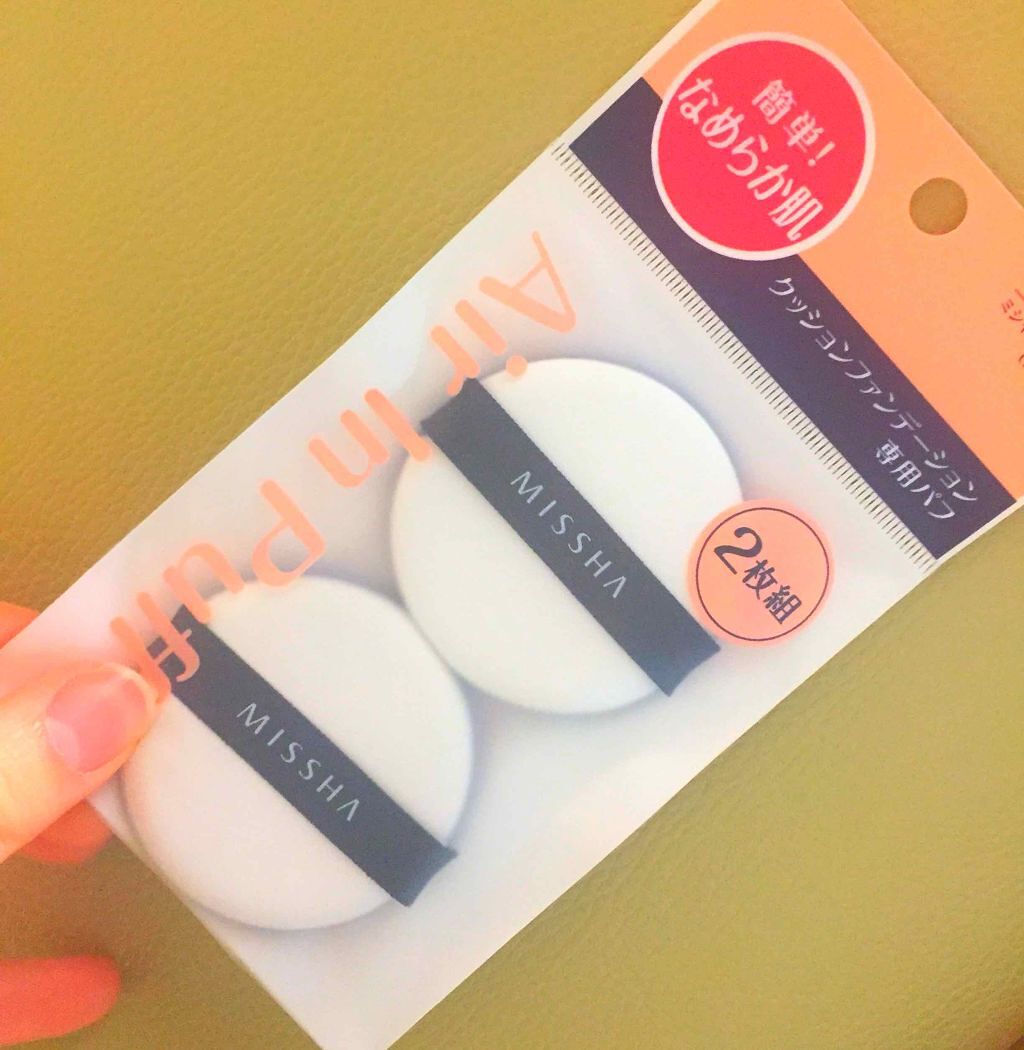 簡単!
なめらか肌
クッションファンデーション
専用パフ
Air In Puff
MISSHA
2枚組
MISSHA